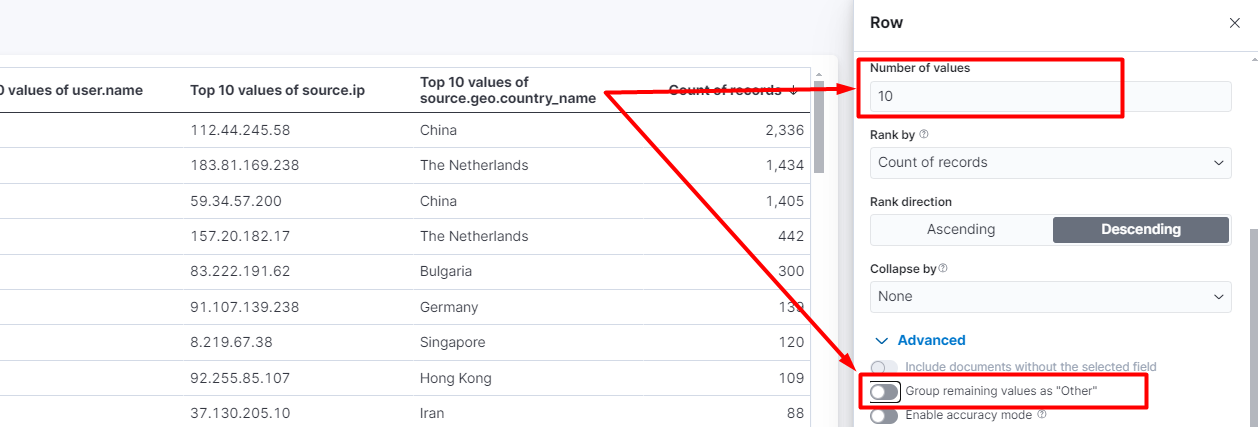 Row
Number of values
10
0 values of user.name
Top 10 values of source.ip
Top 10 values of
source.geo.country_name
Count of records
112.44.245.58 China 2,336
183.81.169.238 The Netherlands 1,434
59.34.57.200 China 1,405
157.20.182.17 The Netherlands 442
83.222.191.62 Bulgaria 300
91.107.139.238 Germany 139
8.219.67.38 Singapore 120
92.255.85.107 Hong Kong 109
37.130.205.10 Iran 88
Rank by
Count of records
Rank direction
Ascending Descending
Collapse by
None
Advanced
Include documents without the selected field
Group remaining values as "Other"
Enable accuracy mode